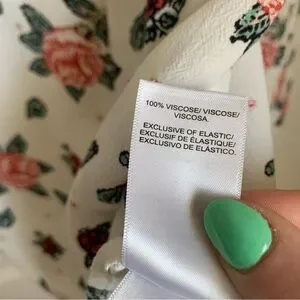 100% VISCOSE/ VISCOSE/
VISCOSA.
EXCLUSIVE OF ELASTIC/
EXCLUSIF DE ÉLASTIQUE/
EXCLUSIVO DE ELÁSTICO.